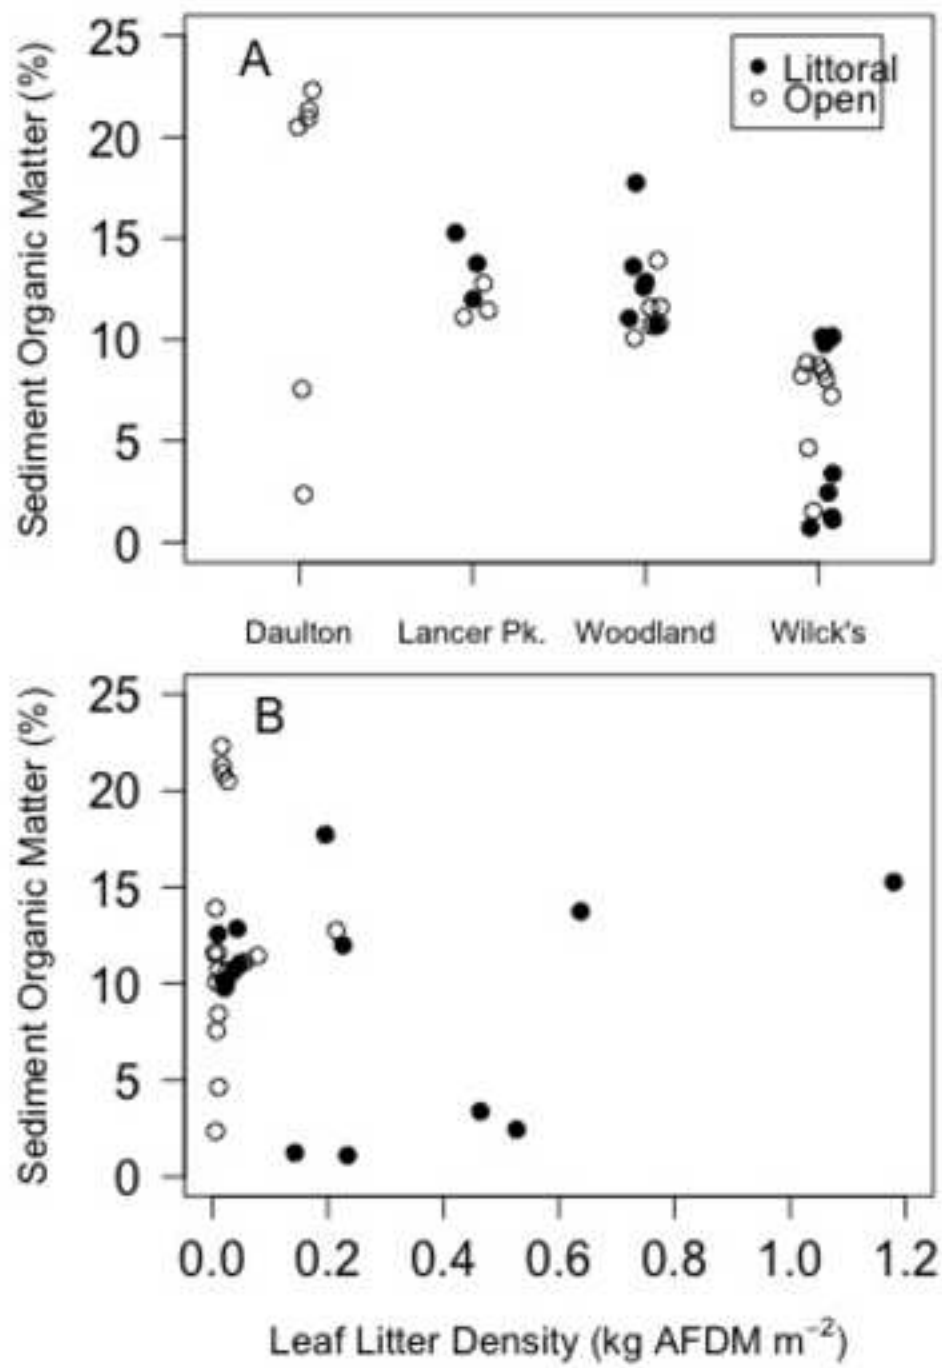 A
Littoral
Open
Sediment Organic Matter (%)
25
20
15
10
5
0
Daulton Lancer Pk. Woodland Wilck's
B
Sediment Organic Matter (%)
25
20
15
10
5
0
0.0 0.2 0.4 0.6 0.8 1.0 1.2
Leaf Litter Density (kg AFDM m⁻²)